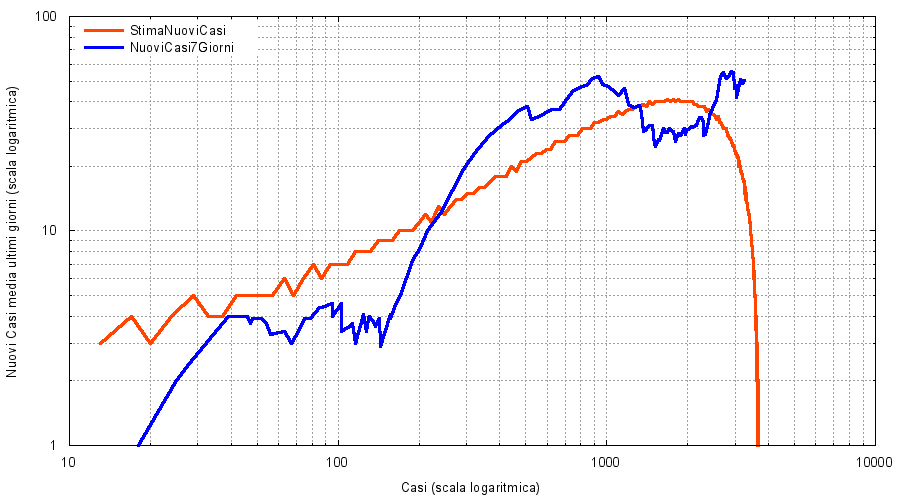 100
StimaNuoviCasi
NuoviCasi7Giorni
Nuovi Casi media ultimi giorni (scala logaritmica)
10
1
10
100
1000
10000
Casi (scala logaritmica)